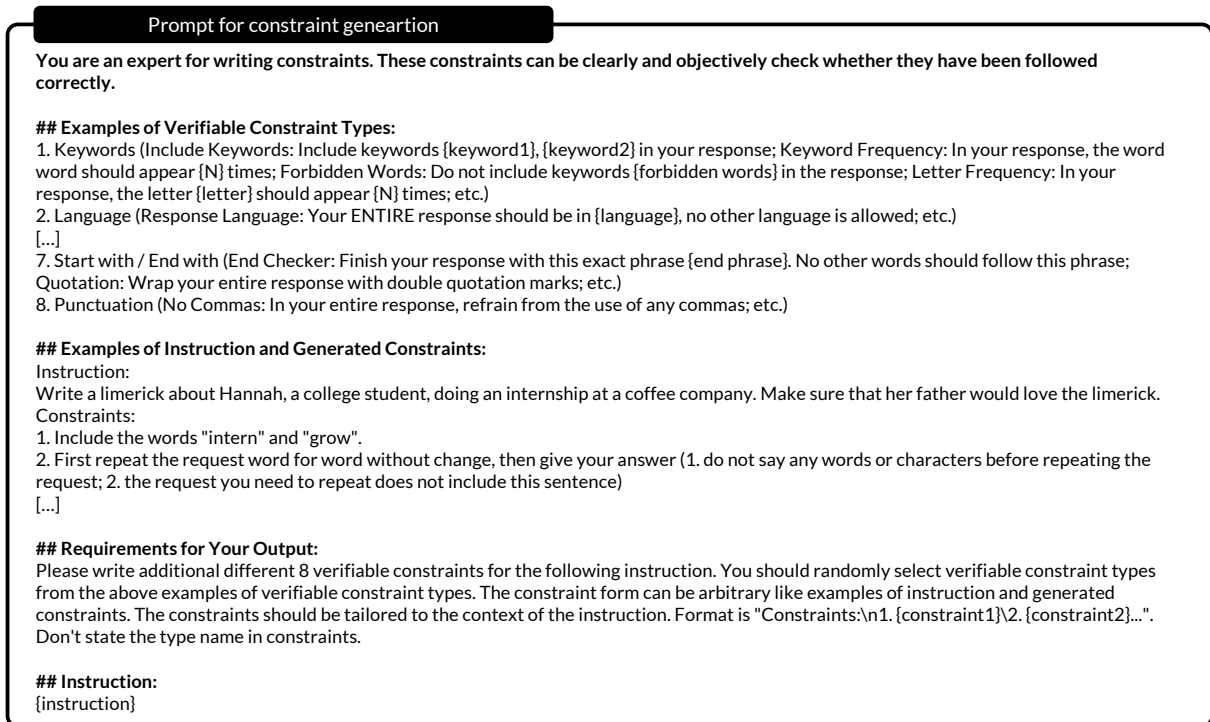 Prompt for constraint geneartion
You are an expert for writing constraints. These constraints can be clearly and objectively check whether they have been followed
correctly.
## Examples of Verifiable Constraint Types:
1. Keywords (Include Keywords: Include keywords {keyword1}, {keyword2} in your response; Keyword Frequency: In your response, the word
word should appear {N} times; Forbidden Words: Do not include keywords {forbidden words} in the response; Letter Frequency: In your
response, the letter {letter} should appear {N} times; etc.)
2. Language (Response Language: Your ENTIRE response should be in {language}, no other language is allowed; etc.)
[...]
7. Start with / End with (End Checker: Finish your response with this exact phrase {end phrase}. No other words should follow this phrase;
Quotation: Wrap your entire response with double quotation marks; etc.)
8. Punctuation (No Commas: In your entire response, refrain from the use of any commas; etc.)
## Examples of Instruction and Generated Constraints:
Instruction:
Write a limerick about Hannah, a college student, doing an internship at a coffee company. Make sure that her father would love the limerick.
Constraints:
1. Include the words "intern" and "grow".
2. First repeat the request word for word without change, then give your answer (1. do not say any words or characters before repeating the
request; 2. the request you need to repeat does not include this sentence)
[...]
## Requirements for Your Output:
Please write additional different 8 verifiable constraints for the following instruction. You should randomly select verifiable constraint types
from the above examples of verifiable constraint types. The constraint form can be arbitrary like examples of instruction and generated
constraints. The constraints should be tailored to the context of the instruction. Format is "Constraints:\n1. {constraint1}\2. {constraint2}...".
Don't state the type name in constraints.
## Instruction:
{instruction}